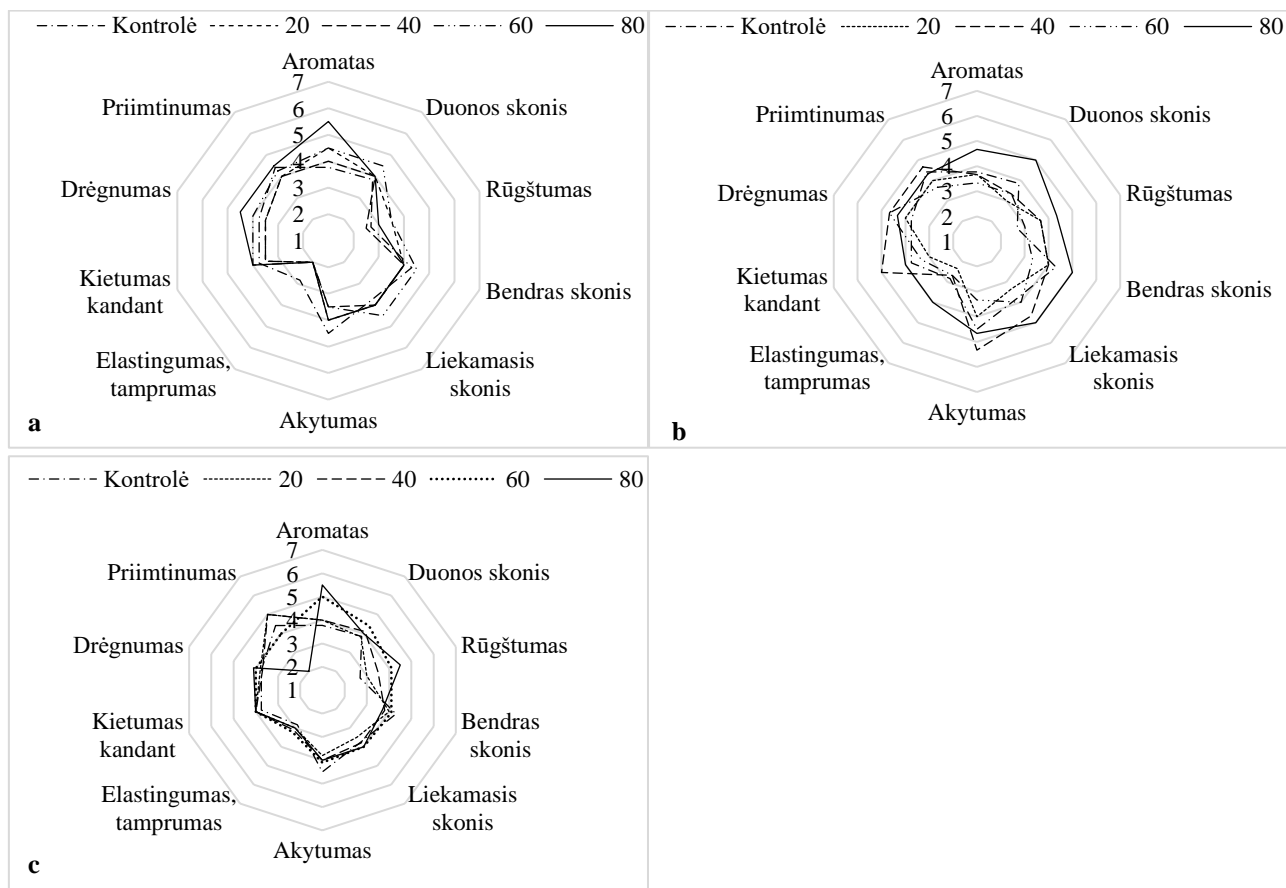 Kontrolė 20 40 60 80
Aromatas
Duonos skonis
Rūgštumas
Bendras skonis
Liekamasis
skonis
Akytumas
Elastingumas,
tamprumas
Kietumas
kandant
Drėgnumas
Priimtinumas
7
6
5
4
3
2
1
a
Kontrolė 20 40 60 80
Aromatas
Duonos skonis
Rūgštumas
Bendras skonis
Liekamasis
skonis
Akytumas
Elastingumas,
tamprumas
Kietumas
kandant
Drėgnumas
Priimtinumas
7
6
5
4
3
2
1
b
Kontrolė 20 40 60 80
Aromatas
Duonos skonis
Rūgštumas
Bendras
skonis
Liekamasis
skonis
Akytumas
Elastingumas,
tamprumas
Kietumas
kandant
Drėgnumas
Priimtinumas
7
6
5
4
3
2
1
c